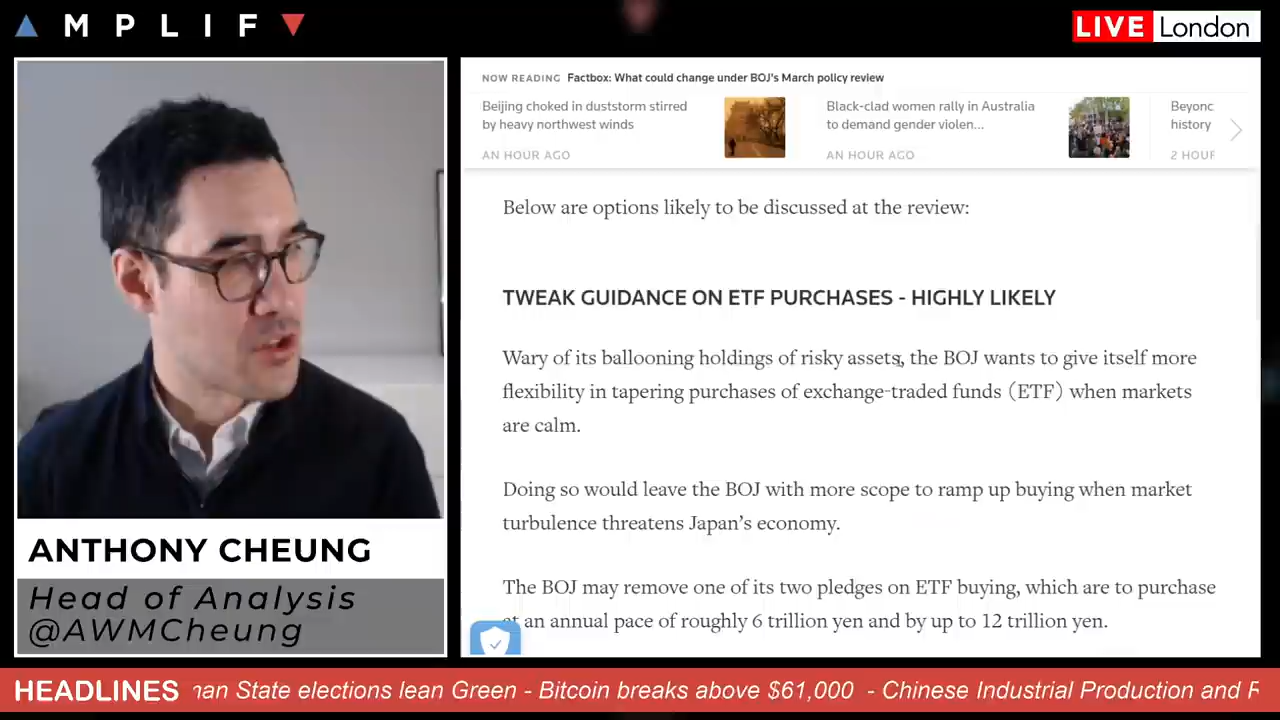 AMPLIFY
LIVE London
NOW READING Factbox: What could change under BOJ's March policy review
Beijing choked in duststorm stirred
by heavy northwest winds
AN HOUR AGO
Black-clad women rally in Australia
to demand gender violen...
AN HOUR AGO
Beyonc
history
2 HOUR
Below are options likely to be discussed at the review:
TWEAK GUIDANCE ON ETF PURCHASES - HIGHLY LIKELY
Wary of its ballooning holdings of risky assets, the BOJ wants to give itself more
flexibility in tapering purchases of exchange-traded funds (ETF) when markets
are calm.
Doing so would leave the BOJ with more scope to ramp up buying when market
turbulence threatens Japan’s economy.
The BOJ may remove one of its two pledges on ETF buying, which are to purchase
at an annual pace of roughly 6 trillion yen and by up to 12 trillion yen.
ANTHONY CHEUNG
Head of Analysis
@AWMCheung
HEADLINES man State elections lean Green - Bitcoin breaks above $61,000 - Chinese Industrial Production and R